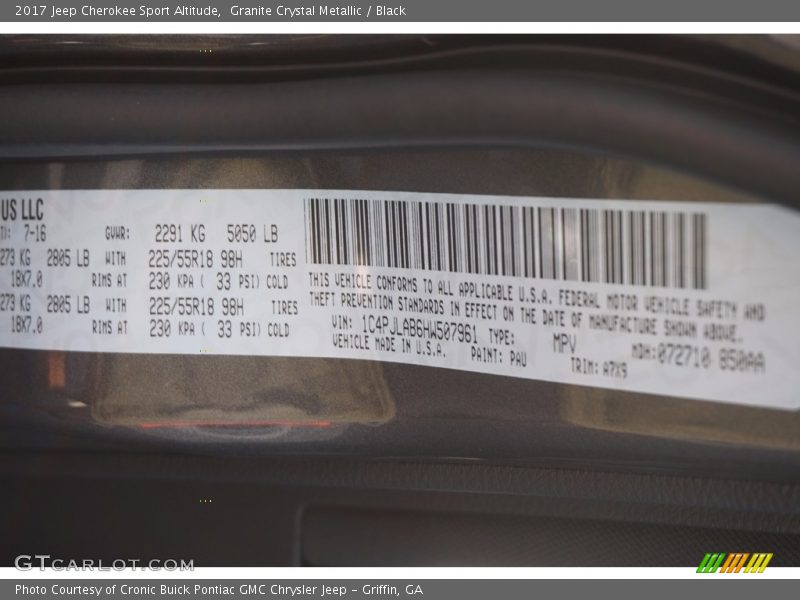 2017 Jeep Cherokee Sport Altitude, Granite Crystal Metallic / Black
US LLC
7-16 GVWR: 2291 KG 5050 LB
273 KG 2805 LB WITH 225/55R18 98H TIRES
18X7.0 RIMS AT 230 KPA ( 33 PSI) COLD
273 KG 2805 LB WITH 225/55R18 98H TIRES
18X7.0 RIMS AT 230 KPA ( 33 PSI) COLD
THIS VEHICLE CONFORMS TO ALL APPLICABLE U.S.A. FEDERAL MOTOR VEHICLE SAFETY AND
THEFT PREVENTION STANDARDS IN EFFECT ON THE DATE OF MANUFACTURE SHOWN ABOVE.
VIN: 1C4PJLAB6HW507961 TYPE: MPV MDH:072710 850AA
VEHICLE MADE IN U.S.A. PAINT: PAU TRIM: A7X9
GTcarlot.com
Photo Courtesy of Cronic Buick Pontiac GMC Chrysler Jeep - Griffin, GA